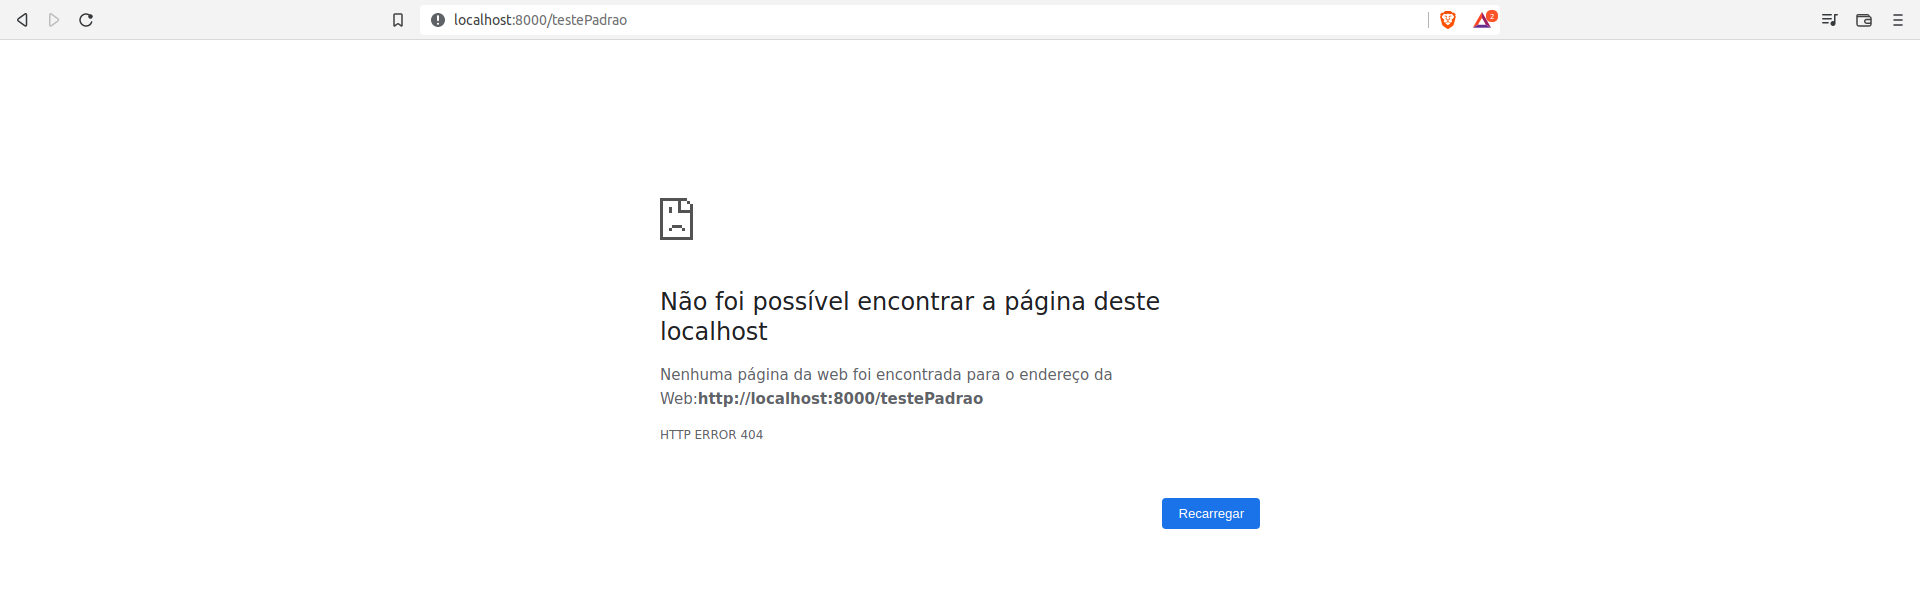 localhost:8000/testePadrao
2
Não foi possível encontrar a página deste
localhost
Nenhuma página da web foi encontrada para o endereço da
Web:http://localhost:8000/testePadrao
HTTP ERROR 404
Recarregar